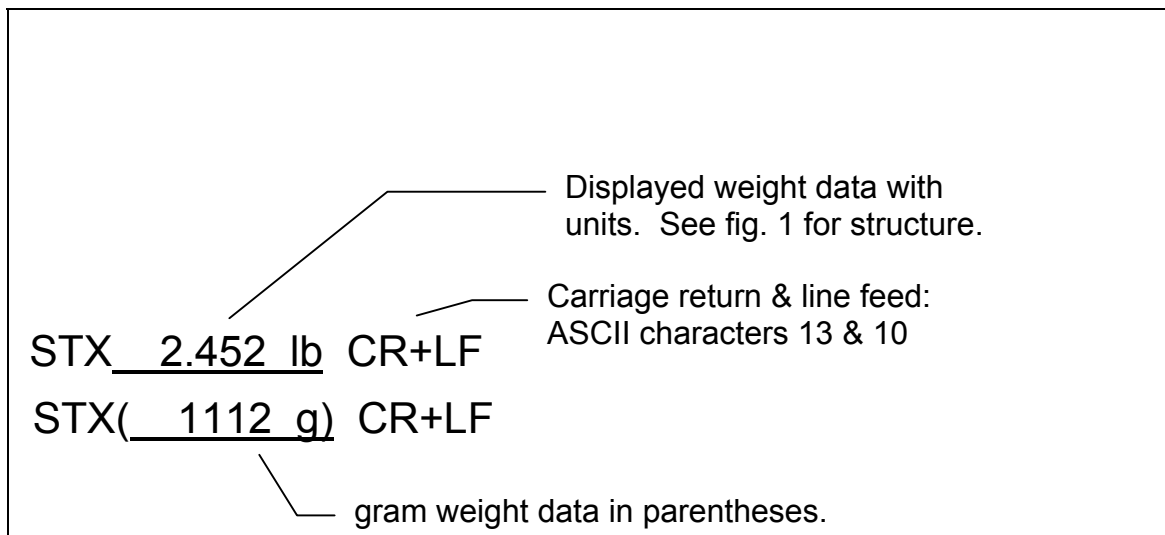 Displayed weight data with
units.  See fig. 1 for structure.
Carriage return & line feed:
ASCII characters 13 & 10
STX   2.452  lb  CR+LF
STX(   1112  g)  CR+LF
gram weight data in parentheses.